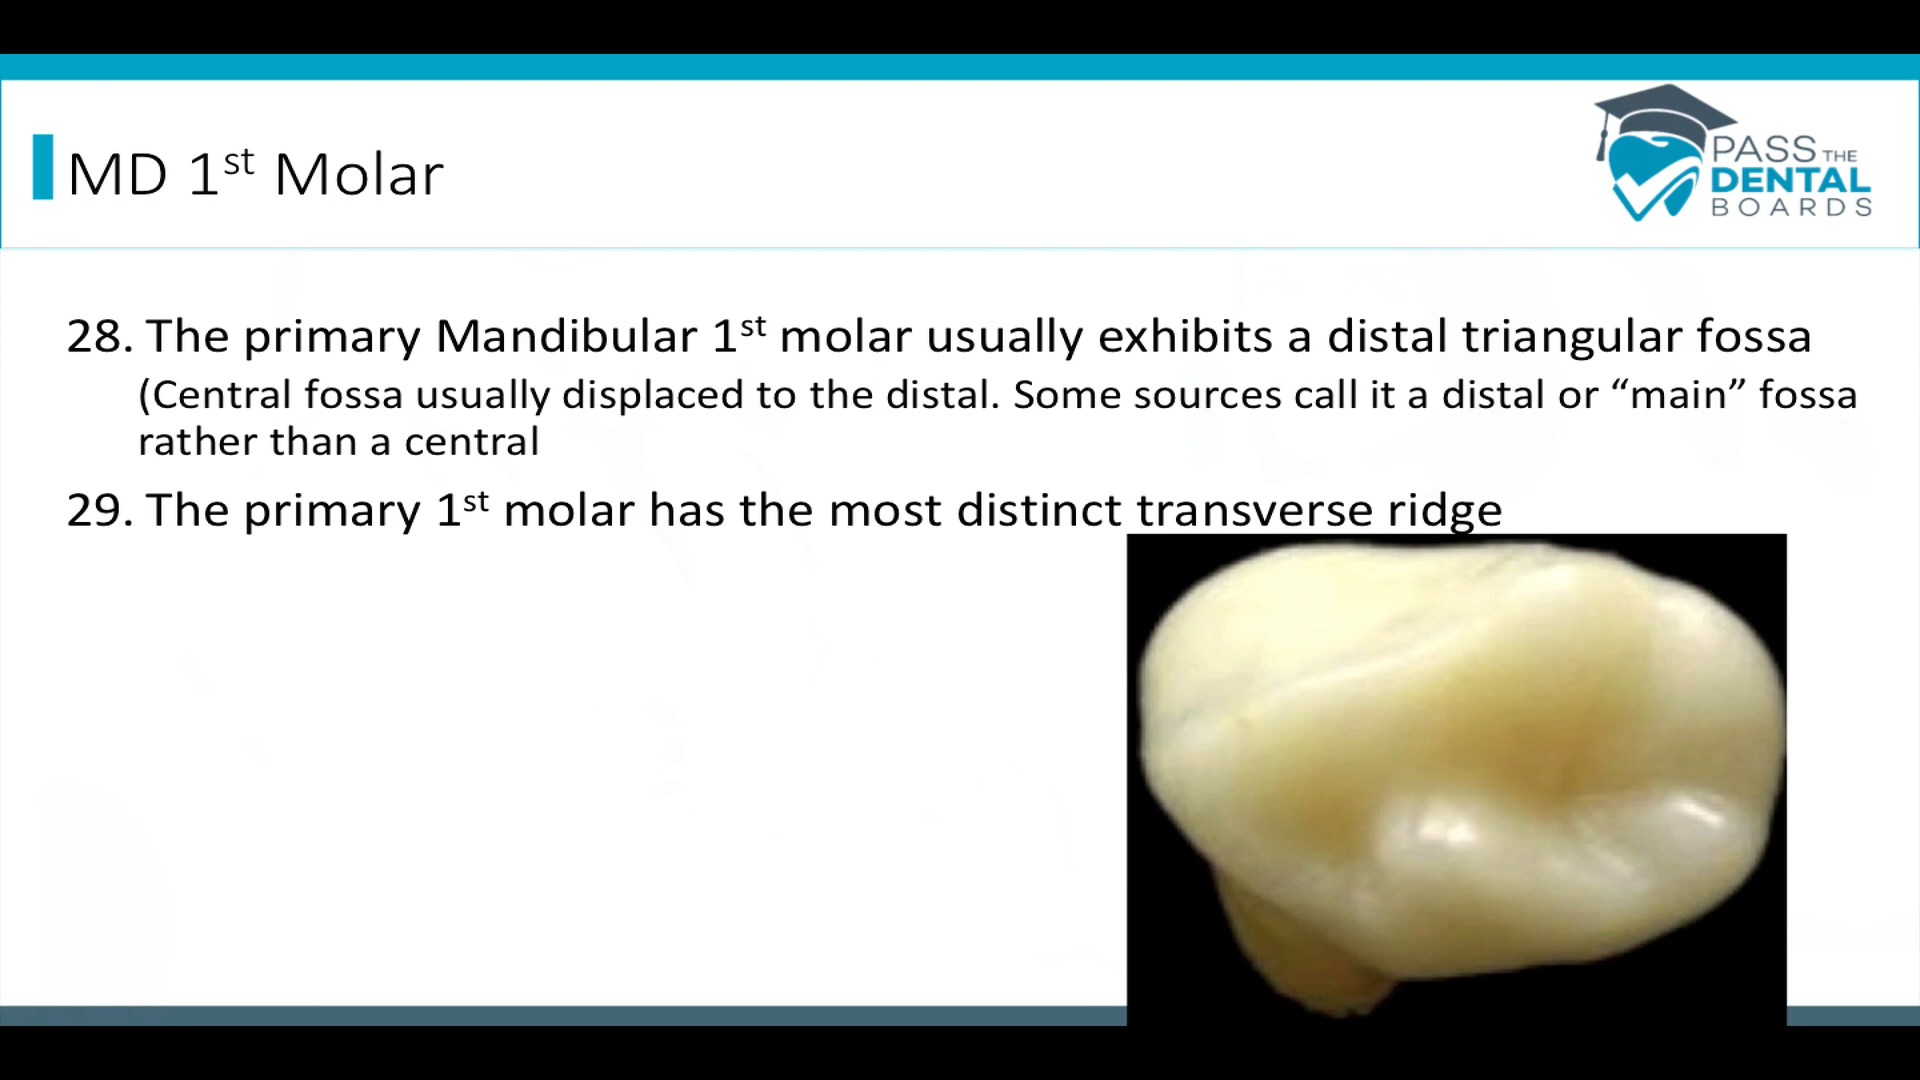 MD 1st Molar
PASS THE
DENTAL
BOARDS
28. The primary Mandibular 1st molar usually exhibits a distal triangular fossa
(Central fossa usually displaced to the distal. Some sources call it a distal or “main” fossa
rather than a central
29. The primary 1st molar has the most distinct transverse ridge